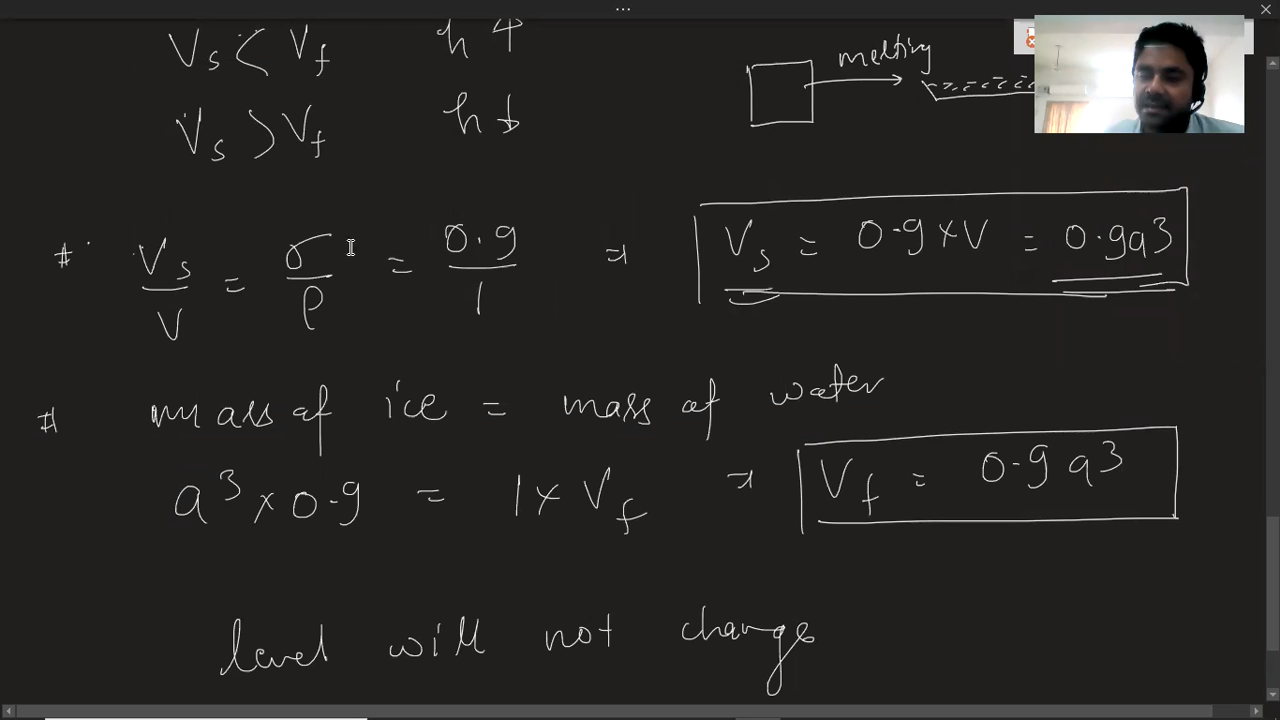 Vs < Vf h ↑
melting
Vs > Vf h ↓
# Vs/V = σ/ρ = 0.9/1 ⇒ Vs = 0.9 × V = 0.9a3
# mass of ice = mass of water
a3 × 0.9 = 1 × Vf ⇒ Vf = 0.9 a3
level will not change